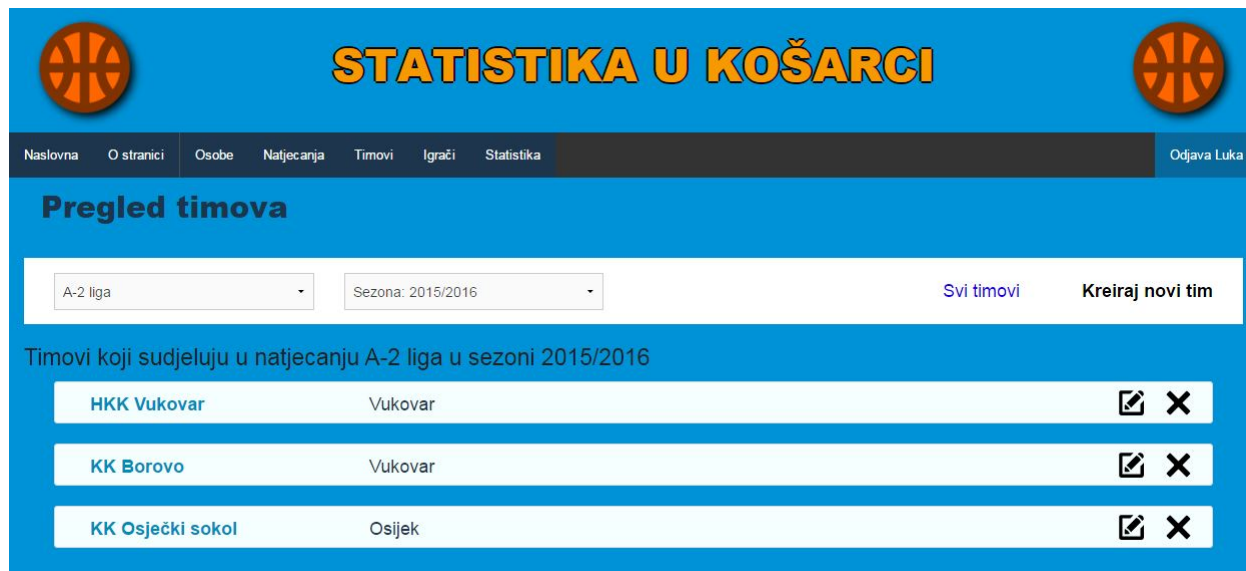 STATISTIKA U KOŠARCI
Naslovna O stranici Osobe Natjecanja Timovi Igrači Statistika Odjava Luka
Pregled timova
A-2 liga Sezona: 2015/2016 Svi timovi Kreiraj novi tim
Timovi koji sudjeluju u natjecanju A-2 liga u sezoni 2015/2016
HKK Vukovar Vukovar
KK Borovo Vukovar
KK Osječki sokol Osijek